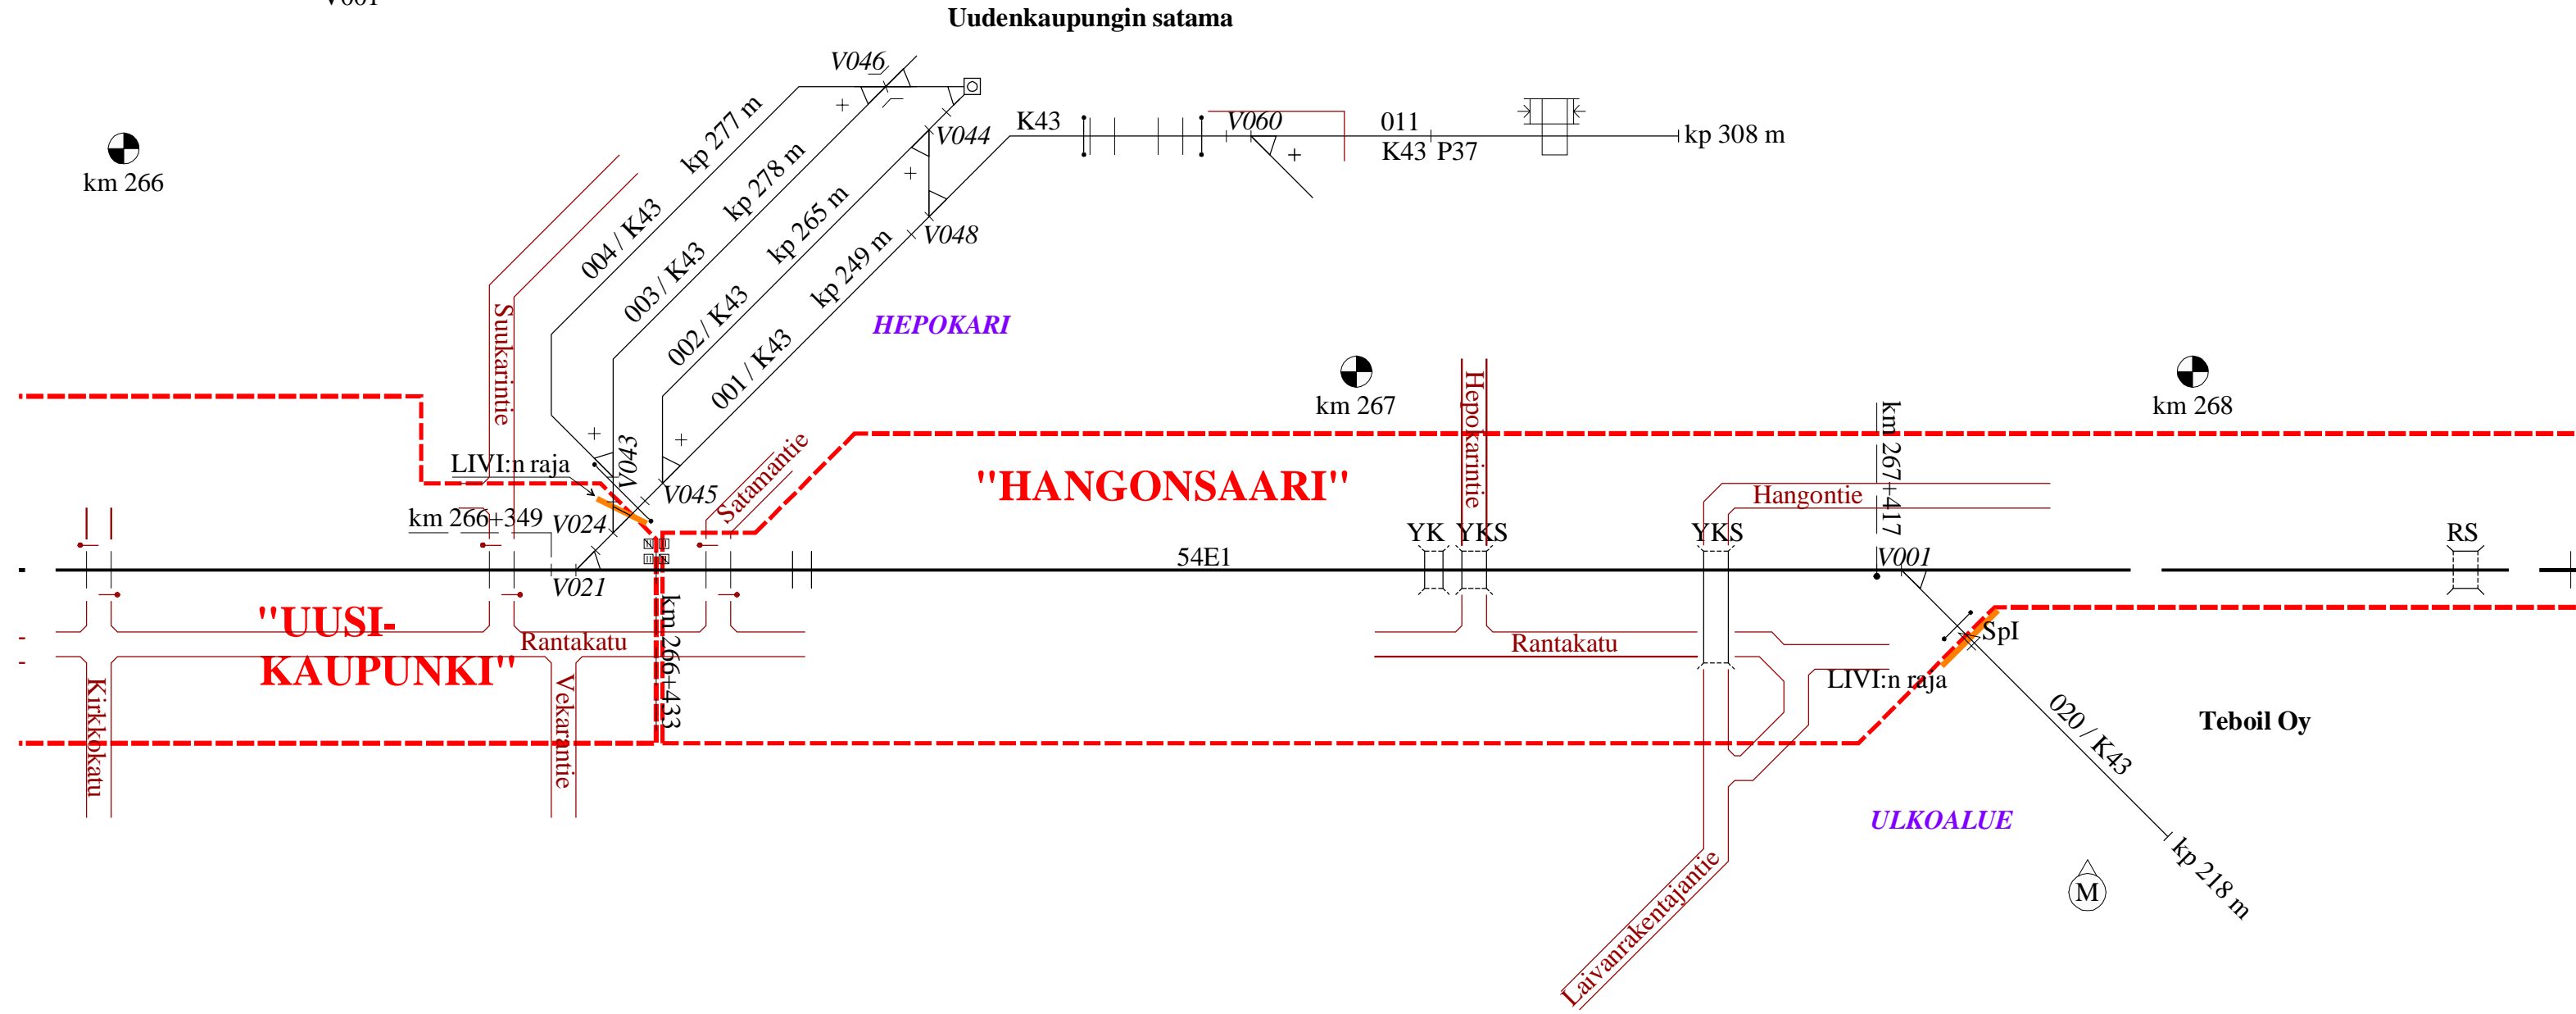 V001
Uudenkaupungin satama
V046
km 266
004 / K43 kp 277 m
003 / K43 kp 278 m
002 / K43 kp 265 m
001 / K43 kp 249 m
V044
V048
K43
V060
011
K43 P37
kp 308 m
HEPOKARI
Suukarintie
km 267
km 268
Hepokarintie
km 267+417
LIVI:n raja
V043
V045
Satamantie
"HANGONSAARI"
Hangontie
km 266+349
V024
V021
54E1
YK
YKS
YKS
V001
RS
"UUSI-
KAUPUNKI"
Rantakatu
km 266+433
Rantakatu
SpI
LIVI:n raja
Kirkkokatu
Vekarantie
020 / K43
Teboil Oy
ULKOALUE
M
kp 218 m
Laivanrakentajantie